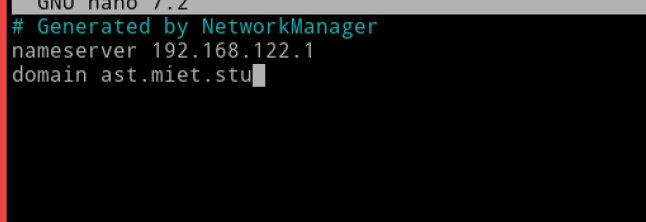 GNU nano 7.2
# Generated by NetworkManager
nameserver 192.168.122.1
domain ast.miet.stu